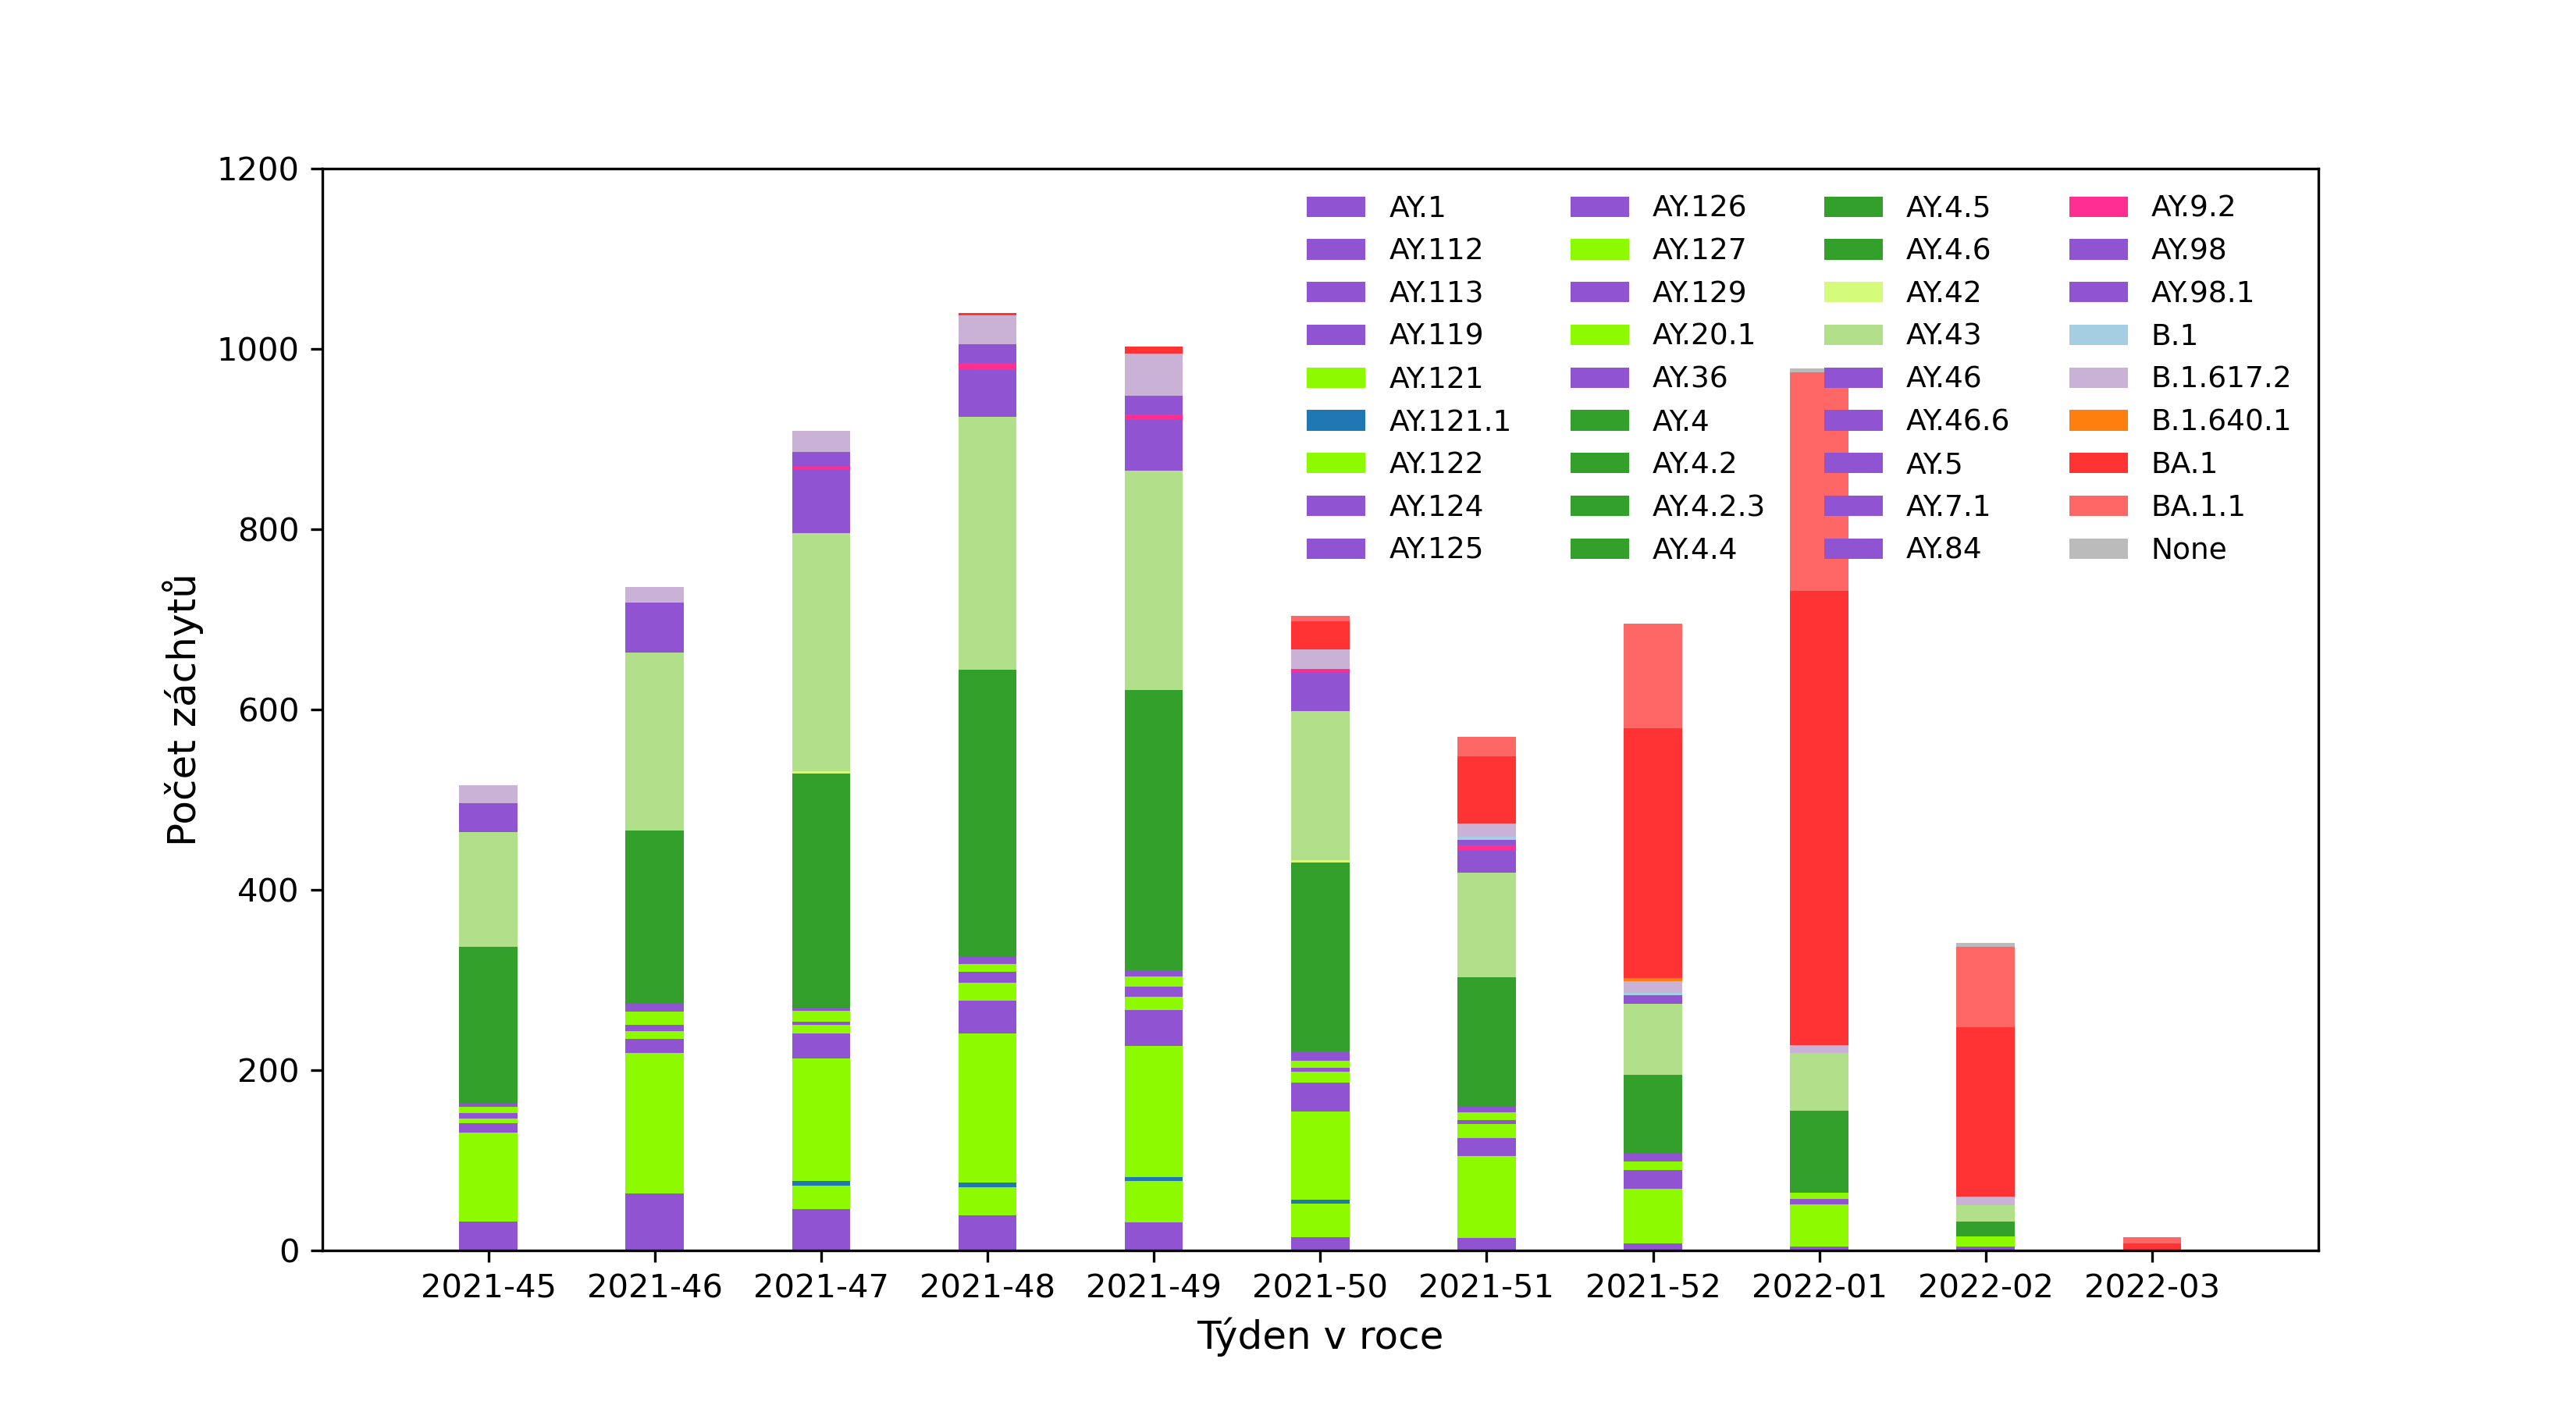 1200
1000
800
600
400
200
0
Počet záchytů
AY.1 AY.126 AY.4.5 AY.9.2
AY.112 AY.127 AY.4.6 AY.98
AY.113 AY.129 AY.42 AY.98.1
AY.119 AY.20.1 AY.43 B.1
AY.121 AY.36 AY.46 B.1.617.2
AY.121.1 AY.4 AY.46.6 B.1.640.1
AY.122 AY.4.2 AY.5 BA.1
AY.124 AY.4.2.3 AY.7.1 BA.1.1
AY.125 AY.4.4 AY.84 None
2021-45 2021-46 2021-47 2021-48 2021-49 2021-50 2021-51 2021-52 2022-01 2022-02 2022-03
Týden v roce